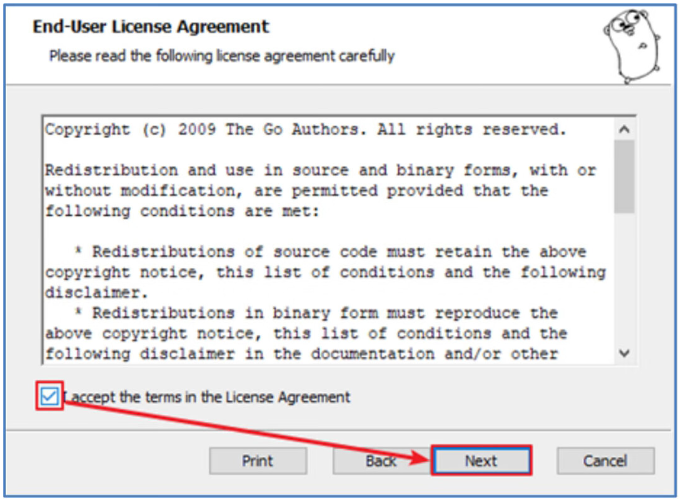 End-User License Agreement
Please read the following license agreement carefully
Copyright (c) 2009 The Go Authors. All rights reserved.
Redistribution and use in source and binary forms, with or
without modification, are permitted provided that the
following conditions are met:
* Redistributions of source code must retain the above
copyright notice, this list of conditions and the following
disclaimer.
* Redistributions in binary form must reproduce the
above copyright notice, this list of conditions and the
following disclaimer in the documentation and/or other
I accept the terms in the License Agreement
Print Back Next Cancel